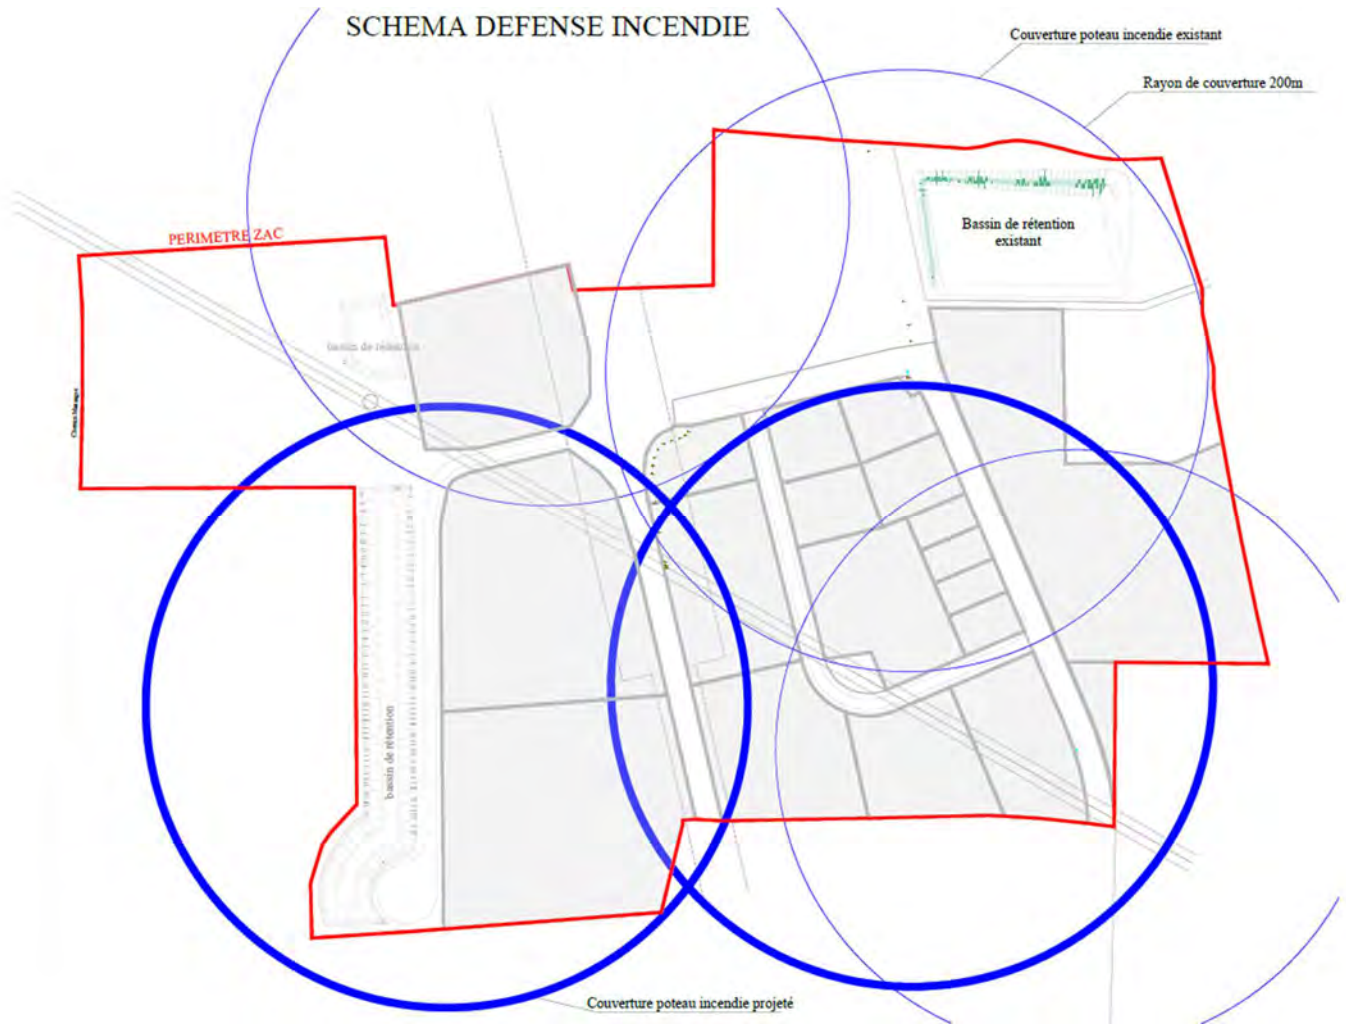 SCHEMA DEFENSE INCENDIE
Couverture poteau incendie existant
Rayon de couverture 200m
PERIMETRE ZAC
Bassin de rétention
existant
bassin de rétention
bassin de rétention
Couverture poteau incendie projeté